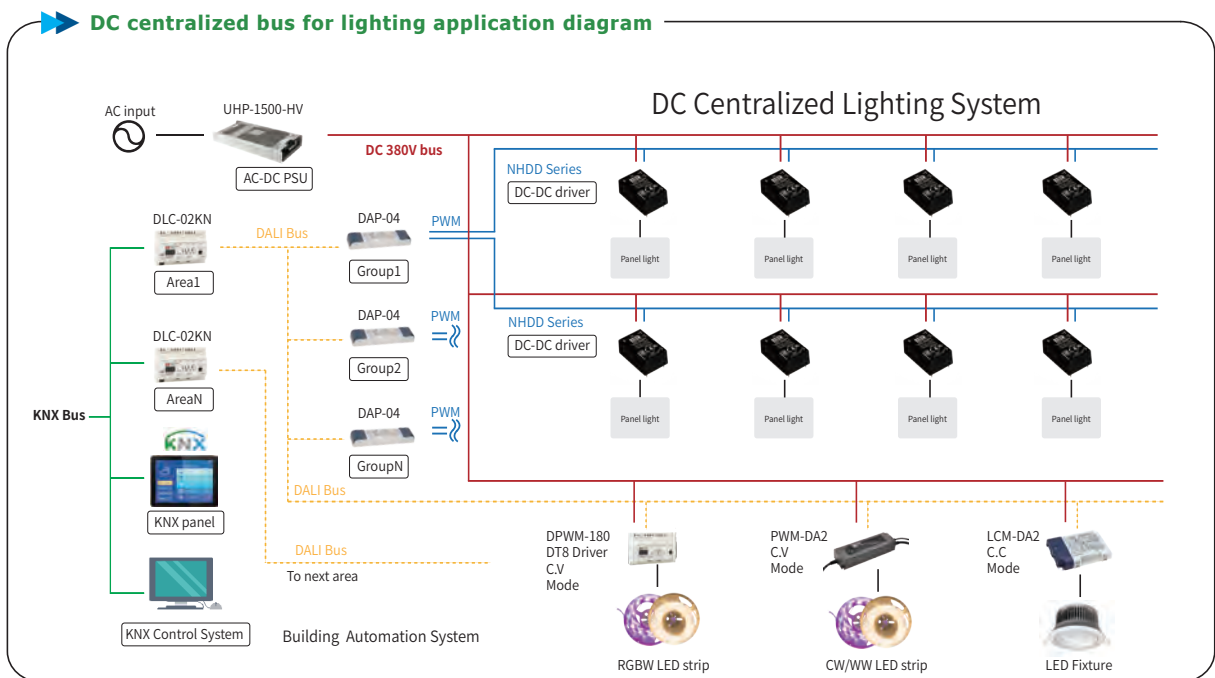 DC centralized bus for lighting application diagram
AC input
UHP-1500-HV
AC-DC PSU
DC Centralized Lighting System
DC 380V bus
NHDD Series
DC-DC driver
Panel light
Panel light
Panel light
Panel light
DLC-02KN
Area1
DALI Bus
DAP-04
Group1
PWM
DLC-02KN
AreaN
DAP-04
Group2
PWM
NHDD Series
DC-DC driver
Panel light
Panel light
Panel light
Panel light
DAP-04
GroupN
PWM
KNX Bus
KNX
KNX panel
DALI Bus
DALI Bus
To next area
KNX Control System
Building Automation System
DPWM-180
DT8 Driver
C.V
Mode
RGBW LED strip
PWM-DA2
C.V
Mode
CW/WW LED strip
LCM-DA2
C.C
Mode
LED Fixture